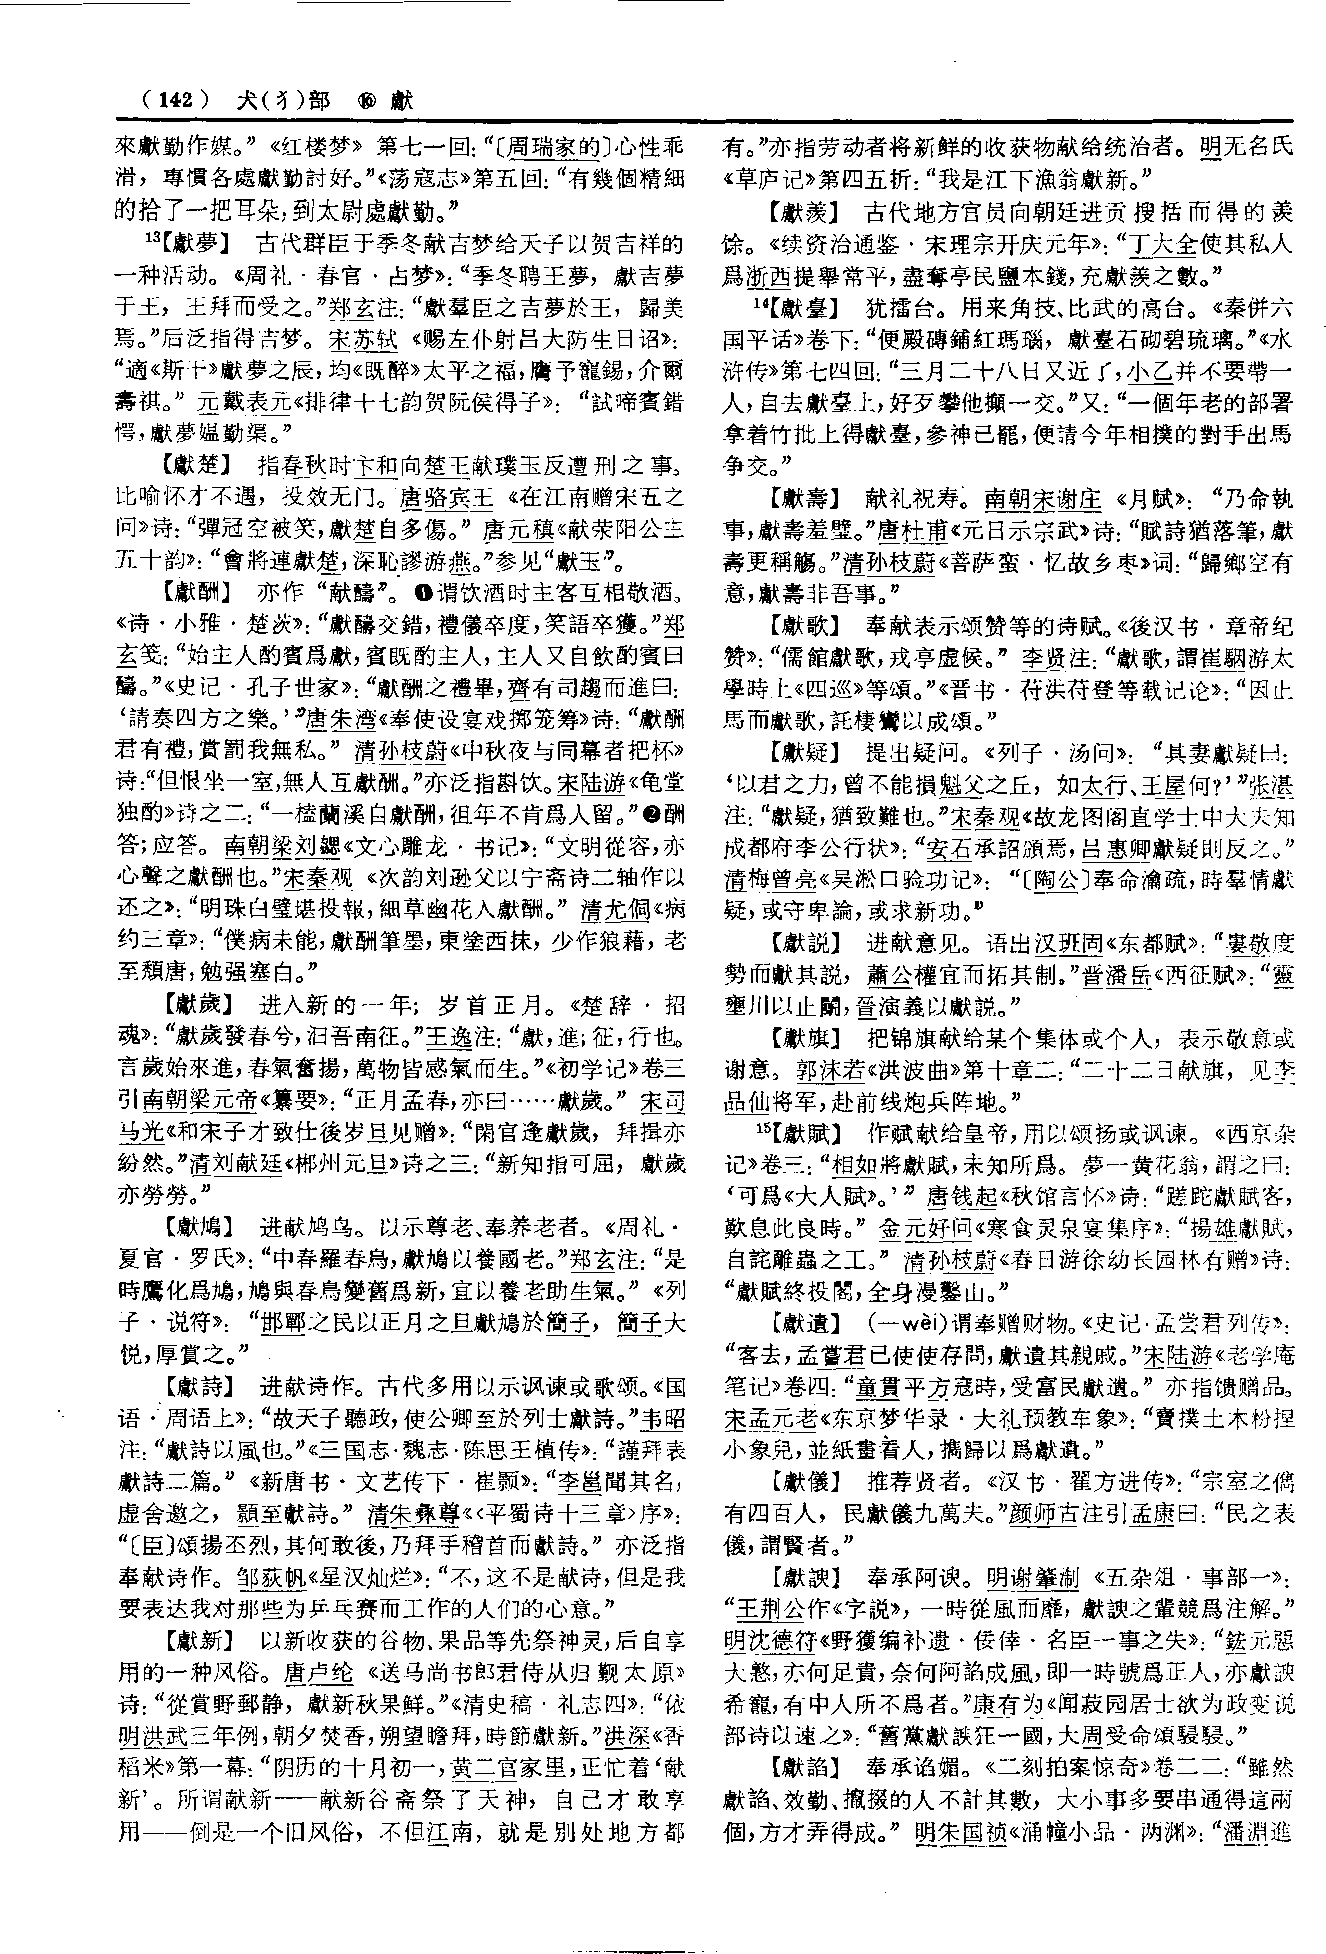 （142） 犬(犭)部 ⑯ 獻
來獻勤作媒。”《红楼梦》第七一回：“〔周瑞家的〕心性乖
滑，專慣各處獻勤討好。”《荡寇志》第五回：“有幾個精細
的拾了一把耳朵，到太尉處獻勤。”
13【獻夢】 古代群臣于季冬献吉梦给天子以贺吉祥的
一种活动。《周礼·春官·占梦》：“季冬聘王夢，獻吉夢
于王，王拜而受之。”郑玄注：“獻羣臣之吉夢於王，歸美
焉。”后泛指得吉梦。宋苏轼《赐左仆射吕大防生日诏》：
“適《斯干》獻夢之辰，均《既醉》太平之福，膺予寵錫，介爾
壽祺。”元戴表元《排律十七韵贺阮侯得子》：“試啼賓錯
愕，獻夢媪勤渠。”
【獻楚】 指春秋时卞和向楚王献璞玉反遭刑之事。
比喻怀才不遇，投效无门。唐骆宾王《在江南赠宋五之
问》诗：“彈冠空被笑，獻楚自多傷。”唐元稹《献荥阳公主
五十韵》：“會將連獻楚，深恥謬游燕。”参见“獻玉”。
【獻酬】 亦作“献醻”。❶谓饮酒时主客互相敬酒。
《诗·小雅·楚茨》：“獻醻交錯，禮儀卒度，笑語卒獲。”郑
玄笺：“始主人酌賓爲獻，賓既酌主人，主人又自飲酌賓曰
醻。”《史记·孔子世家》：“獻酬之禮畢，齊有司趨而進曰：
‘請奏四方之樂。’”唐朱湾《奉使设宴戏掷笼筹》诗：“獻酬
君有禮，賞罰我無私。”清孙枝蔚《中秋夜与同幕者把杯》
诗：“但恨坐一室，無人互獻酬。”亦泛指斟饮。宋陆游《龟堂
独酌》诗之二：“一榼蘭溪自獻酬，徂年不肯爲人留。”❷酬
答；应答。南朝梁刘勰《文心雕龙·书记》：“文明從容，亦
心聲之獻酬也。”宋秦观《次韵刘逊父以宁斋诗二轴作以
还之》：“明珠白璧堪投報，細草幽花入獻酬。”清尤侗《病
约三章》：“僕病未能，獻酬筆墨，東塗西抹，少作狼藉，老
至頹唐，勉强塞白。”
【獻歲】 进入新的一年；岁首正月。《楚辞·招
魂》：“獻歲發春兮，汩吾南征。”王逸注：“獻，進；征，行也。
言歲始來進，春氣奮揚，萬物皆感氣而生。”《初学记》卷三
引南朝梁元帝《纂要》：“正月孟春，亦曰……獻歲。”宋司
马光《和宋子才致仕後岁旦见赠》：“閑官逢獻歲，拜揖亦
紛然。”清刘献廷《郴州元旦》诗之三：“新知指可屈，獻歲
亦勞勞。”
【獻鳩】 进献鸠鸟。以示尊老、奉养老者。《周礼·
夏官·罗氏》：“中春羅春鳥，獻鳩以養國老。”郑玄注：“是
時鷹化爲鳩，鳩與春鳥變舊爲新，宜以養老助生氣。”《列
子·说符》：“邯鄲之民以正月之旦獻鳩於簡子，簡子大
悦，厚賞之。”
【獻詩】 进献诗作。古代多用以示讽谏或歌颂。《国
语·周语上》：“故天子聽政，使公卿至於列士獻詩。”韦昭
注：“獻詩以風也。”《三国志·魏志·陈思王植传》：“謹拜表
獻詩二篇。”《新唐书·文艺传下·崔颢》：“李邕聞其名，
虚舍邀之，顥至獻詩。”清朱彝尊《〈平蜀诗十三章〉序》：
“〔臣〕頌揚丕烈，其何敢後，乃拜手稽首而獻詩。”亦泛指
奉献诗作。邹荻帆《星汉灿烂》：“不，这不是献诗，但是我
要表达我对那些为乒乓赛而工作的人们的心意。”
【獻新】 以新收获的谷物、果品等先祭神灵，后自享
用的一种风俗。唐卢纶《送马尚书郎君侍从归觐太原》
诗：“從賞野郵静，獻新秋果鮮。”《清史稿·礼志四》：“依
明洪武三年例，朝夕焚香，朔望瞻拜，時節獻新。”洪深《香
稻米》第一幕：“阴历的十月初一，黄二官家里，正忙着‘献
新’。所谓献新——献新谷斋祭了天神，自己才敢享
用——倒是一个旧风俗，不但江南，就是别处地方都
有。”亦指劳动者将新鲜的收获物献给统治者。明无名氏
《草庐记》第四五折：“我是江下漁翁獻新。”
【獻羡】 古代地方官员向朝廷进贡搜括而得的羡
馀。《续资治通鉴·宋理宗开庆元年》：“丁大全使其私人
爲浙西提舉常平，盡奪亭民鹽本錢，充獻羨之數。”
14【獻臺】 犹擂台。用来角技、比武的高台。《秦併六
国平话》卷下：“便殿磚鋪紅瑪瑙，獻臺石砌碧琉璃。”《水
浒传》第七四回：“三月二十八日又近了，小乙并不要帶一
人，自去獻臺上，好歹攀他攧一交。”又：“一個年老的部署
拿着竹批上得獻臺，參神已罷，便請今年相撲的對手出馬
争交。”
【獻壽】 献礼祝寿。南朝宋谢庄《月赋》：“乃命執
事，獻壽羞璧。”唐杜甫《元日示宗武》诗：“賦詩猶落筆，獻
壽更稱觴。”清孙枝蔚《菩萨蛮·忆故乡枣》词：“歸鄉空有
意，獻壽非吾事。”
【獻歌】 奉献表示颂赞等的诗赋。《後汉书·章帝纪
赞》：“儒館獻歌，戎亭虚候。”李贤注：“獻歌，謂崔駰游太
學時上《四巡》等頌。”《晋书·苻洪苻登等载记论》：“因止
馬而獻歌，託棲鸞以成頌。”
【獻疑】 提出疑问。《列子·汤问》：“其妻獻疑曰：
‘以君之力，曾不能損魁父之丘，如太行、王屋何？’”张湛
注：“獻疑，猶致難也。”宋秦观《故龙图阁直学士中大夫知
成都府李公行状》：“安石承詔頒焉，吕惠卿獻疑則反之。”
清梅曾亮《吴淞口验功记》：“〔陶公〕奉命瀹疏，時羣情獻
疑，或守卑論，或求新功。”
【獻説】 进献意见。语出汉班固《东都赋》：“婁敬度
勢而獻其説，蕭公權宜而拓其制。”晋潘岳《西征赋》：“靈
壅川以止鬭，晉演義以獻説。”
【獻旗】 把锦旗献给某个集体或个人，表示敬意或
谢意。郭沫若《洪波曲》第十章二：“二十二日献旗，见李
品仙将军，赴前线炮兵阵地。”
15【獻賦】 作赋献给皇帝，用以颂扬或讽谏。《西京杂
记》卷三：“相如將獻賦，未知所爲。夢一黄花翁，謂之曰：
‘可爲《大人賦》。’”唐钱起《秋馆言怀》诗：“蹉跎獻賦客，
歎息此良時。”金元好问《寒食灵泉宴集序》：“揚雄獻賦，
自詫雕蟲之工。”清孙枝蔚《春日游徐幼长园林有赠》诗：
“獻賦終投閣，全身漫鑿山。”
【獻遺】 （—wèi）谓奉赠财物。《史记·孟尝君列传》：
“客去，孟嘗君已使使存問，獻遺其親戚。”宋陆游《老学庵
笔记》卷四：“童貫平方寇時，受富民獻遺。”亦指馈赠品。
宋孟元老《东京梦华录·大礼预教车象》：“賣撲土木粉捏
小象兒，並紙畫看人，擕歸以爲獻遺。”
【獻儀】 推荐贤者。《汉书·翟方进传》：“宗室之儁
有四百人，民獻儀九萬夫。”颜师古注引孟康曰：“民之表
儀，謂賢者。”
【獻諛】 奉承阿谀。明谢肇淛《五杂俎·事部一》：
“王荆公作《字説》，一時從風而靡，獻諛之輩競爲注解。”
明沈德符《野獲编补遗·佞倖·名臣一事之失》：“鋐元惡
大憝，亦何足責，奈何阿諂成風，即一時號爲正人，亦獻諛
希寵，有中人所不爲者。”康有为《闻菽园居士欲为政变说
部诗以速之》：“舊黨獻諛狂一國，大周受命頌駸駸。”
【獻諂】 奉承谄媚。《二刻拍案惊奇》卷二二：“雖然
獻諂、效勤、攛掇的人不計其數，大小事多要串通得這兩
個，方才弄得成。”明朱国祯《涌幢小品·两渊》：“潘淵進